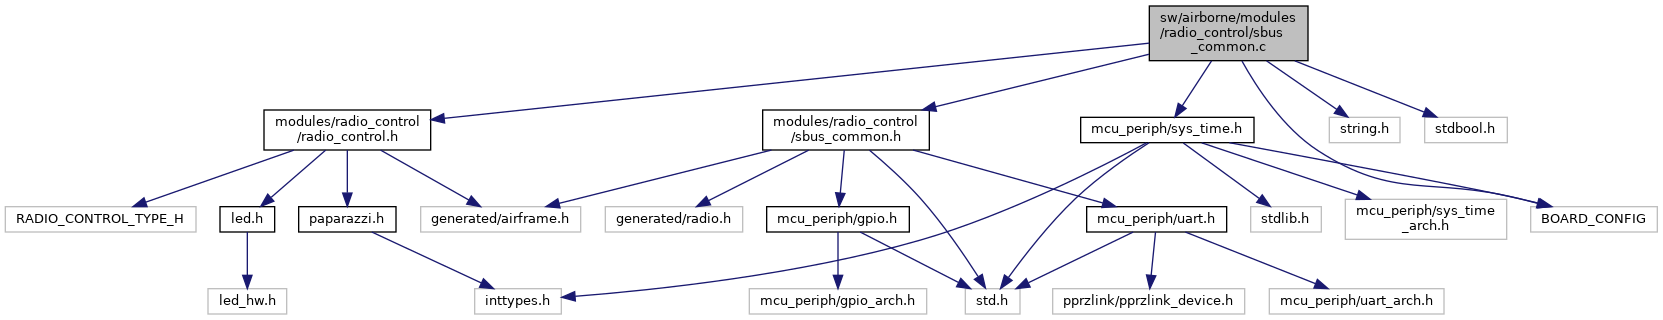 sw/airborne/modules
/radio_control/sbus
_common.c
modules/radio_control
/radio_control.h
modules/radio_control
/sbus_common.h
mcu_periph/sys_time.h
string.h
stdbool.h
RADIO_CONTROL_TYPE_H
led.h
paparazzi.h
generated/airframe.h
generated/radio.h
mcu_periph/gpio.h
mcu_periph/uart.h
stdlib.h
mcu_periph/sys_time
_arch.h
BOARD_CONFIG
led_hw.h
inttypes.h
mcu_periph/gpio_arch.h
std.h
pprzlink/pprzlink_device.h
mcu_periph/uart_arch.h